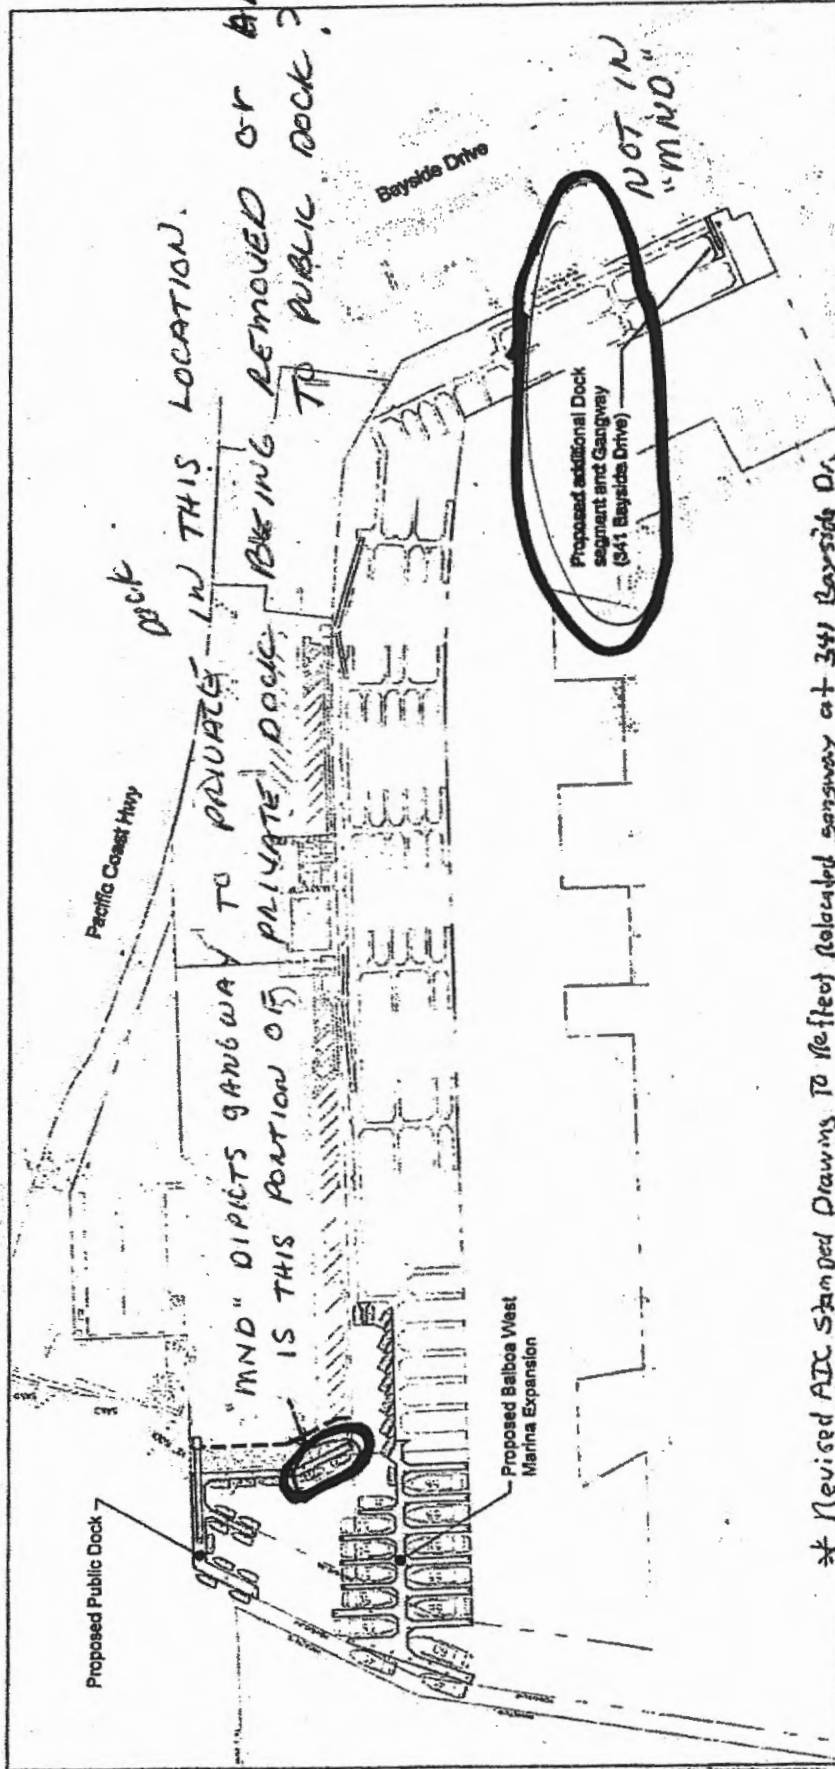 "MND" DIPICTS GANGWAY TO PRIVATE DOCK IN THIS LOCATION.
IS THIS PORTION OF PRIVATE DOCK BEING REMOVED Or
TO PUBLIC DOCK?
Pacific Coast Hwy
Bayside Drive
NOT IN
"MND"
Proposed Public Dock
Proposed Balboa West
Marina Expansion
Proposed additional Dock
segment and Gangway
(341 Bayside Drive)
* Revised ADC stamped Drawing To Reflect Relocated gangway at 341 Bayside Dr.